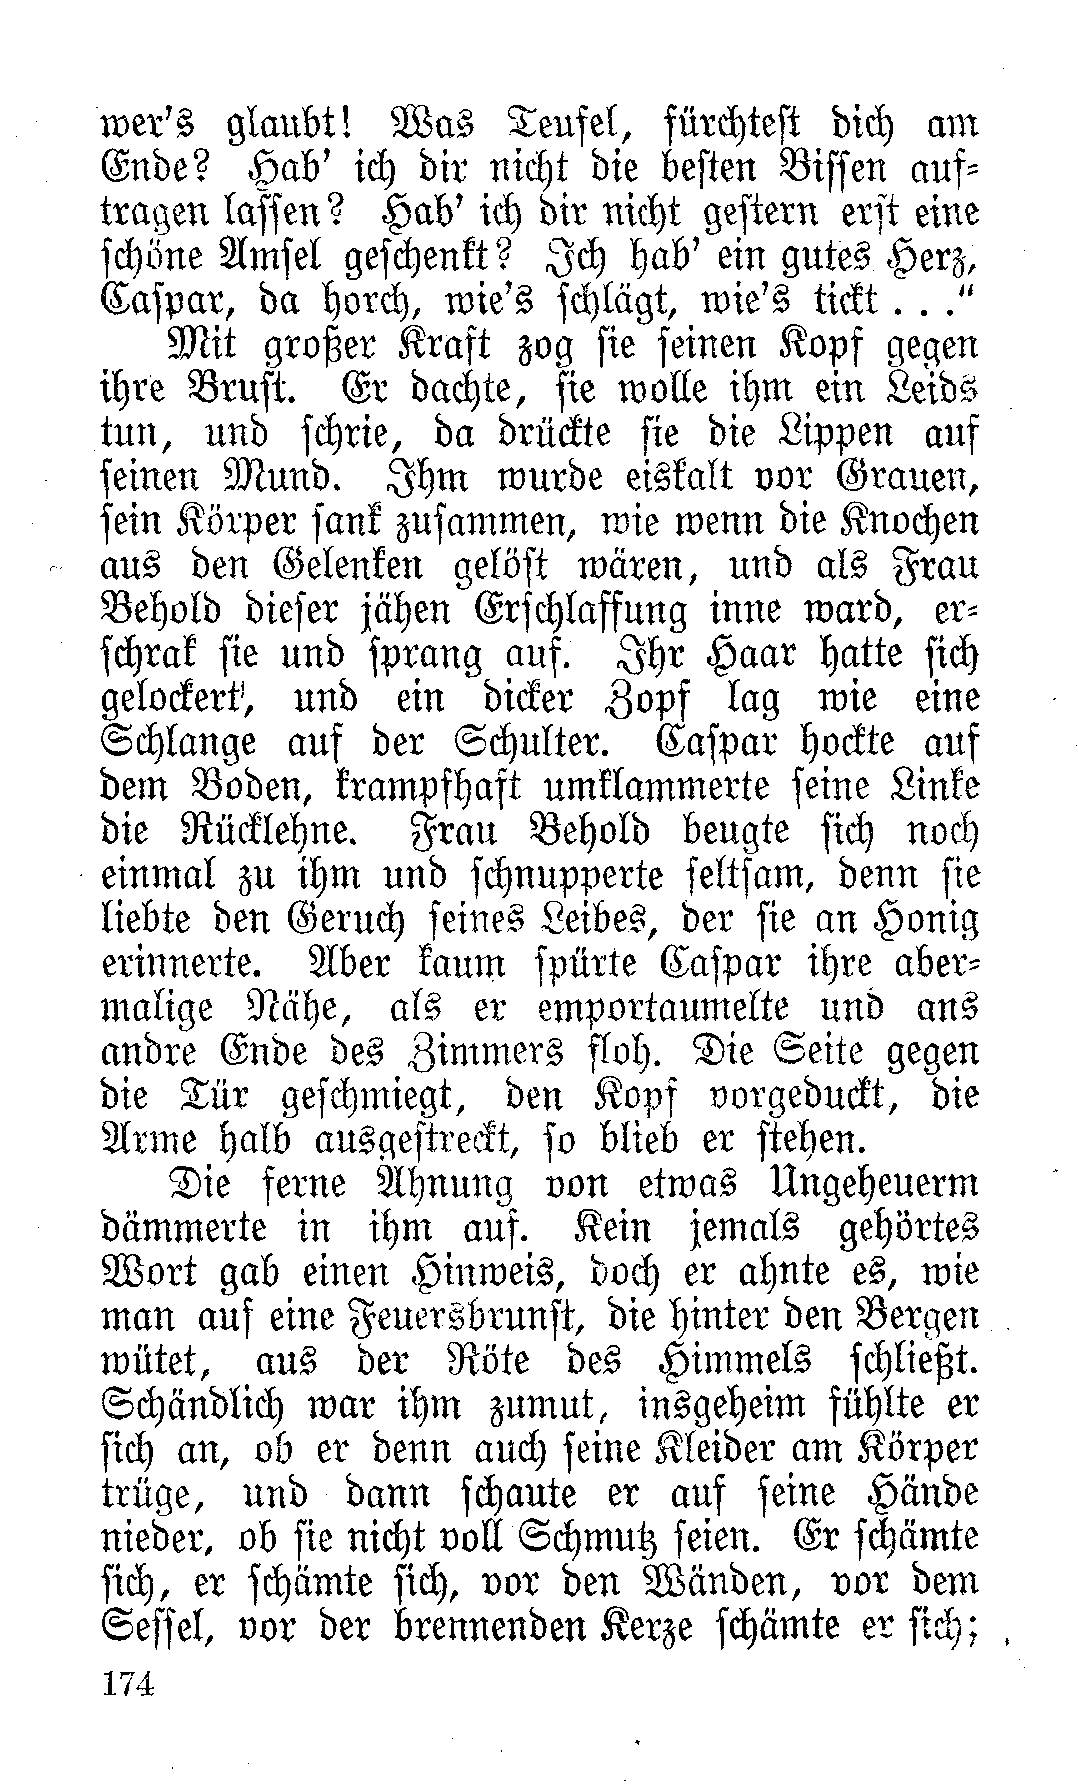 wer's glaubt! Was Teufel, fürchtest dich am
Ende? Hab' ich dir nicht die besten Bissen auf-
tragen lassen? Hab' ich dir nicht gestern erst eine
schöne Amsel geschenkt? Ich hab' ein gutes Herz,
Caspar, da horch, wie's schlägt, wie's tickt . . .“
Mit großer Kraft zog sie seinen Kopf gegen
ihre Brust. Er dachte, sie wolle ihm ein Leids
tun, und schrie, da drückte sie die Lippen auf
seinen Mund. Ihm wurde eiskalt vor Grauen,
sein Körper sank zusammen, wie wenn die Knochen
aus den Gelenken gelöst wären, und als Frau
Behold dieser jähen Erschlaffung inne ward, er-
schrak sie und sprang auf. Ihr Haar hatte sich
gelockert, und ein dicker Zopf lag wie eine
Schlange auf der Schulter. Caspar hockte auf
dem Boden, krampfhaft umklammerte seine Linke
die Rücklehne. Frau Behold beugte sich noch
einmal zu ihm und schnupperte seltsam, denn sie
liebte den Geruch seines Leibes, der sie an Honig
erinnerte. Aber kaum spürte Caspar ihre aber-
malige Nähe, als er emportaumelte und ans
andre Ende des Zimmers floh. Die Seite gegen
die Tür geschmiegt, den Kopf vorgeduckt, die
Arme halb ausgestreckt, so blieb er stehen.
Die ferne Ahnung von etwas Ungeheuerm
dämmerte in ihm auf. Kein jemals gehörtes
Wort gab einen Hinweis, doch er ahnte es, wie
man auf eine Feuersbrunst, die hinter den Bergen
wütet, aus der Röte des Himmels schließt.
Schändlich war ihm zumut, insgeheim fühlte er
sich an, ob er denn auch seine Kleider am Körper
trüge, und dann schaute er auf seine Hände
nieder, ob sie nicht voll Schmutz seien. Er schämte
sich, er schämte sich, vor den Wänden, vor dem
Sessel, vor der brennenden Kerze schämte er sich;
174